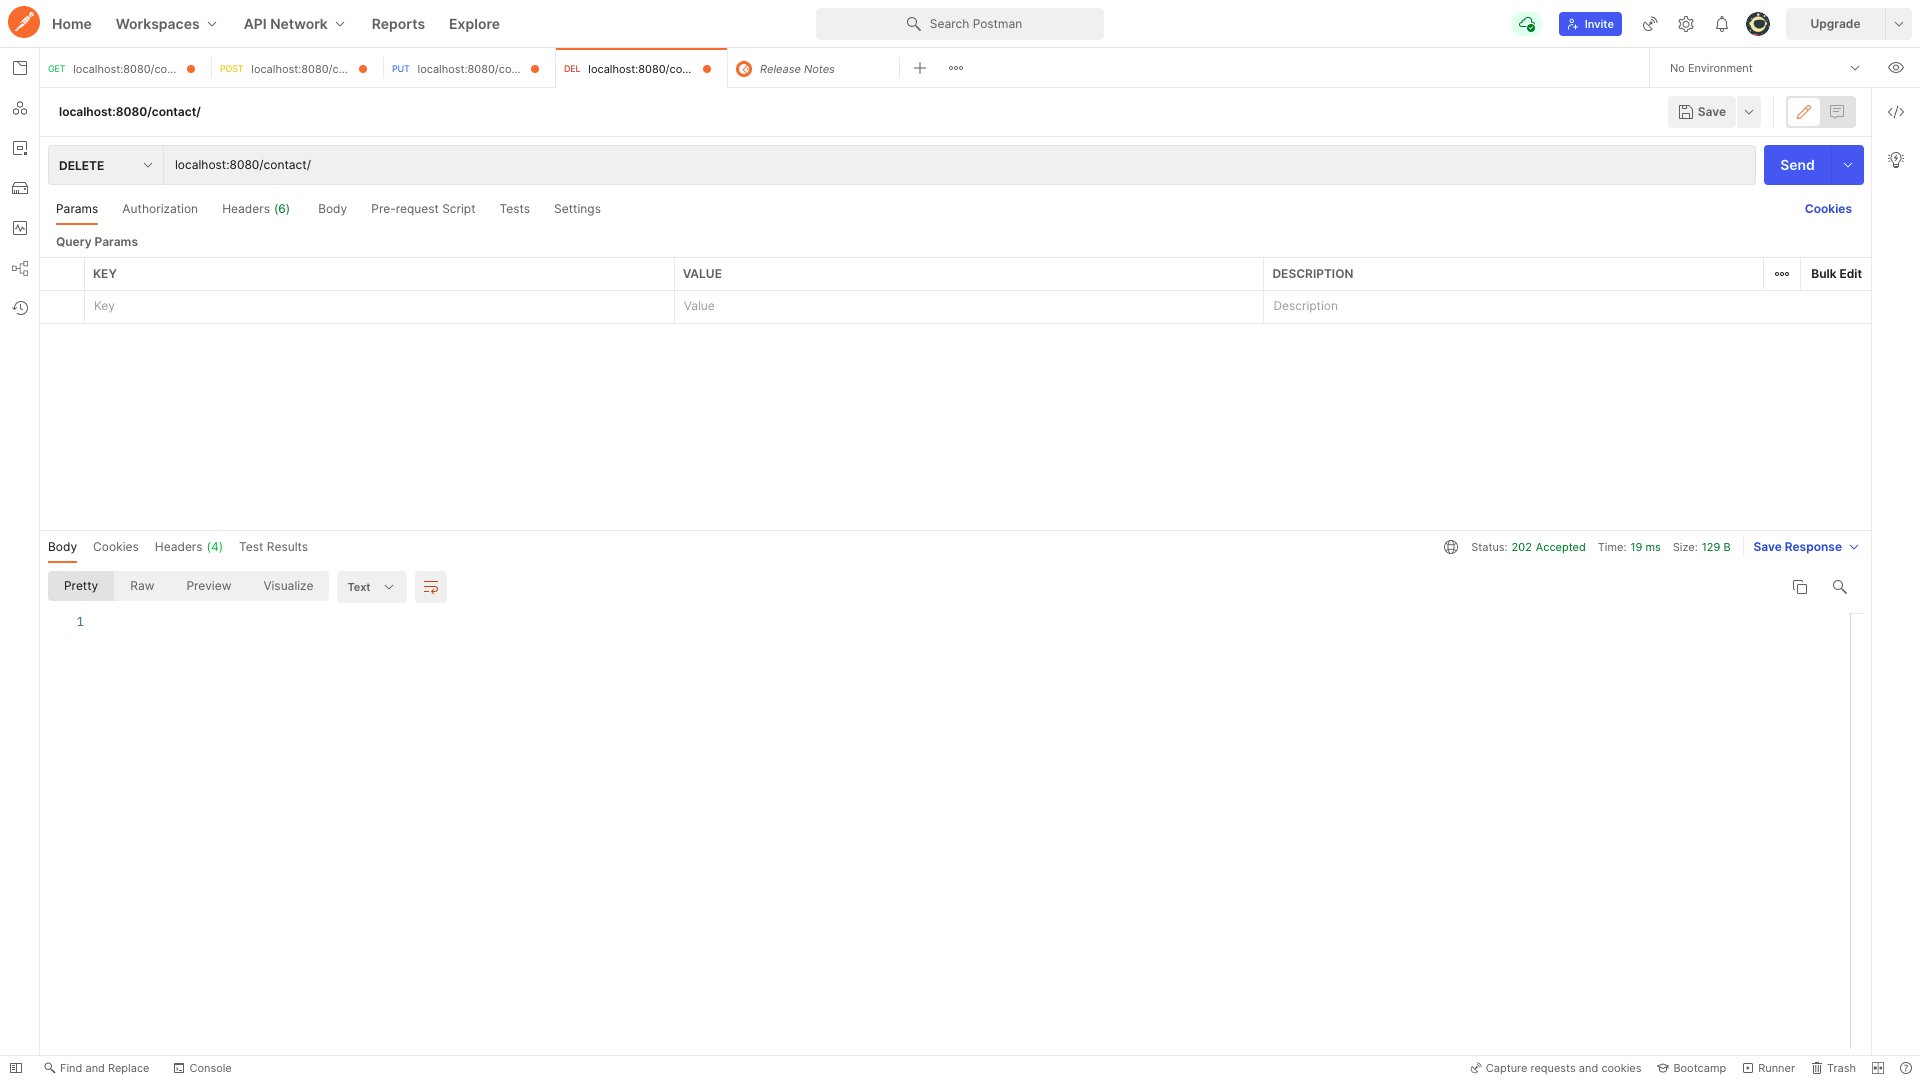 Home Workspaces API Network Reports Explore Search Postman Invite Upgrade
GET localhost:8080/co... POST localhost:8080/c... PUT localhost:8080/co... DEL localhost:8080/co... Release Notes No Environment
localhost:8080/contact/ Save
DELETE localhost:8080/contact/ Send
Params Authorization Headers (6) Body Pre-request Script Tests Settings Cookies
Query Params
KEY VALUE DESCRIPTION Bulk Edit
Key Value Description
Body Cookies Headers (4) Test Results Status: 202 Accepted Time: 19 ms Size: 129 B Save Response
Pretty Raw Preview Visualize Text
1
Find and Replace Console Capture requests and cookies Bootcamp Runner Trash